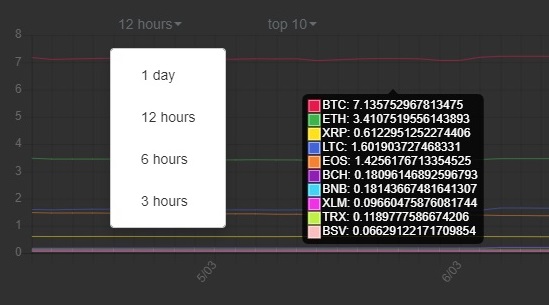 12 hours
top 10
8
7
6
5
4
3
2
1
0
1 day
12 hours
6 hours
3 hours
BTC: 7.135752967813475
ETH: 3.4107519556143893
XRP: 0.6122951252274406
LTC: 1.601903727468331
EOS: 1.4256176713354525
BCH: 0.18096146892596793
BNB: 0.18143667481641307
XLM: 0.09660475876081744
TRX: 0.1189777586674206
BSV: 0.06629122171709854
5/03
6/03